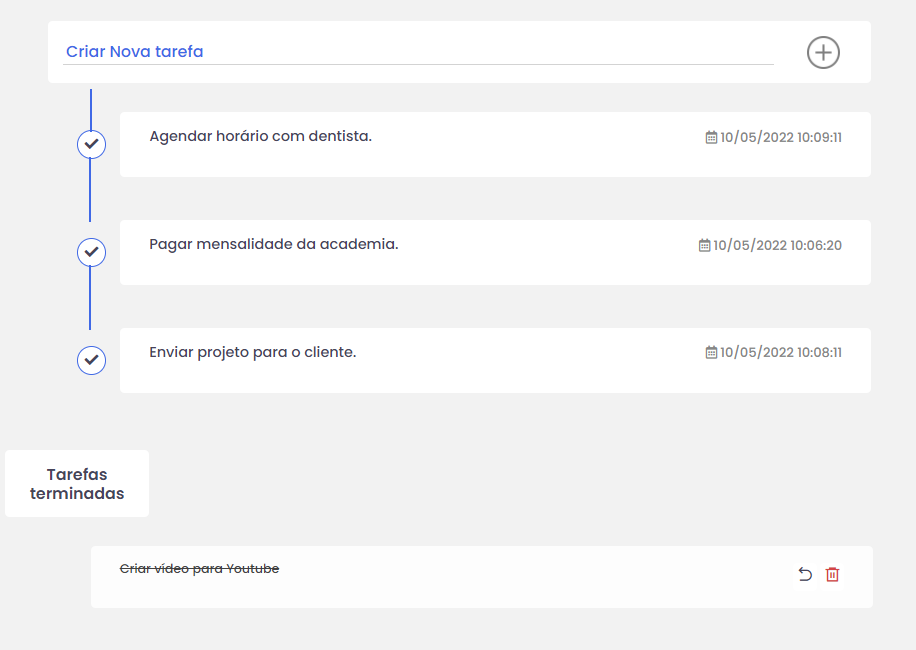 Criar Nova tarefa
Agendar horário com dentista.
10/05/2022 10:09:11
Pagar mensalidade da academia.
10/05/2022 10:06:20
Enviar projeto para o cliente.
10/05/2022 10:08:11
Tarefas
terminadas
Criar vídeo para Youtube